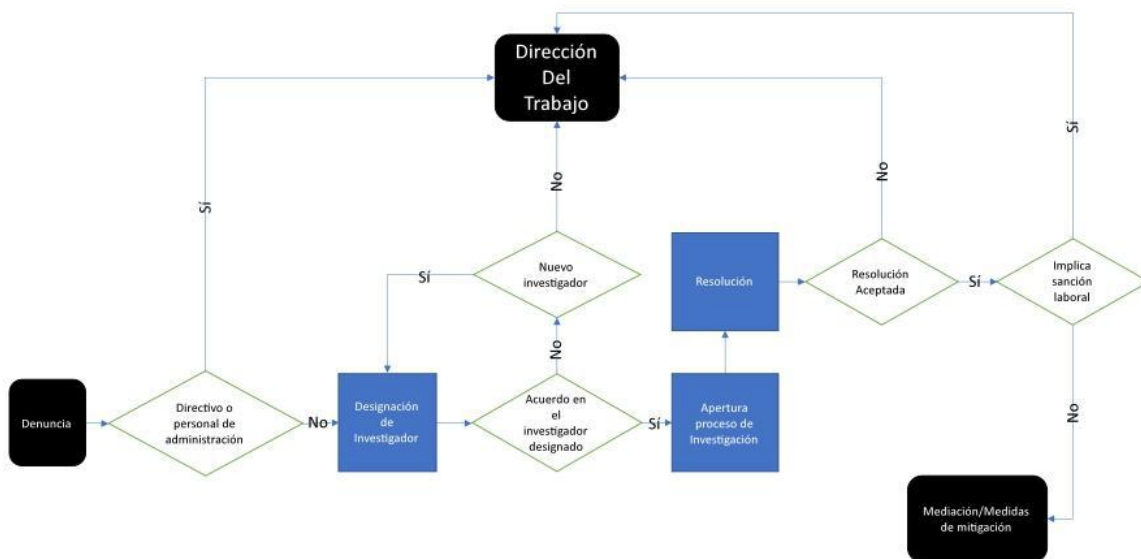 Dirección
Del
Trabajo
Sí
Sí
No
No
Nuevo
investigador
Sí
Resolución
Resolución
Aceptada
Sí
Implica
sanción
laboral
No
Denuncia
Directivo o
personal de
administración
No
Designación
de
Investigador
Acuerdo en
el
investigador
designado
Sí
Apertura
proceso de
Investigación
No
Mediación/Medidas
de mitigación